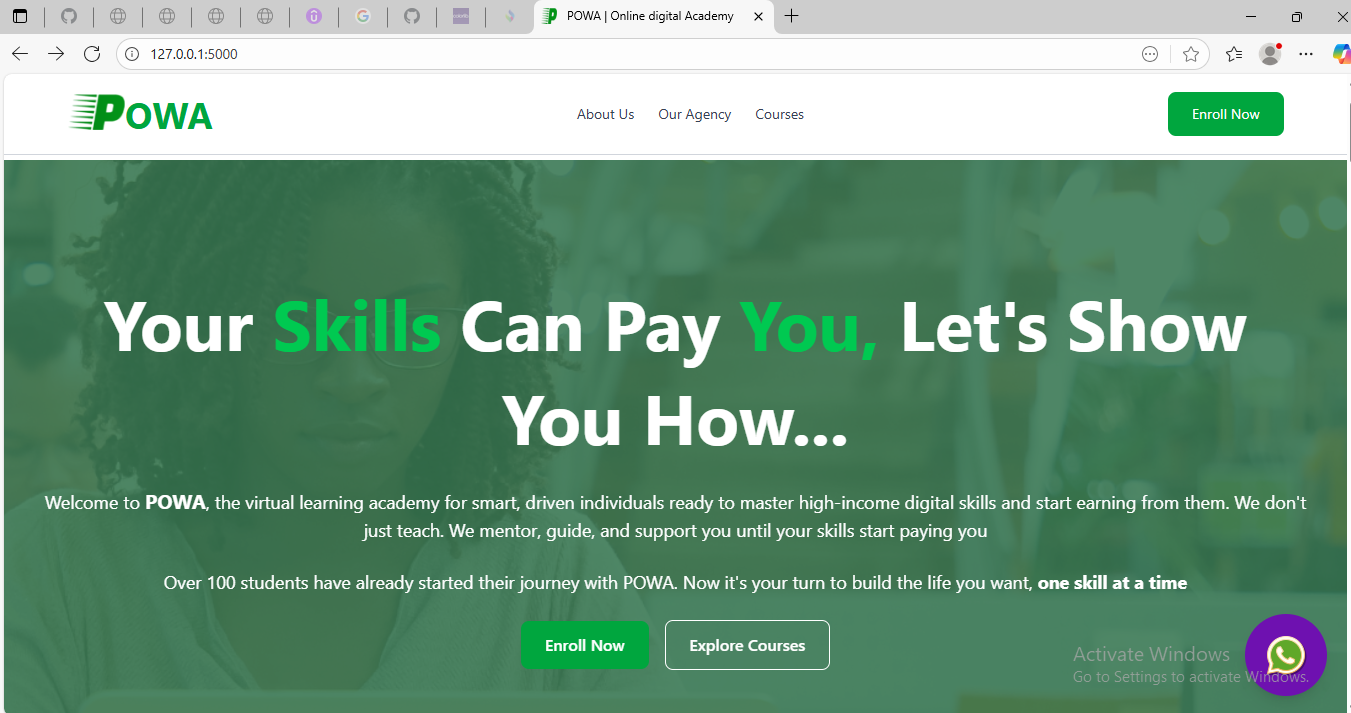 POWA | Online digital Academy
127.0.0.1:5000
POWA
About Us
Our Agency
Courses
Enroll Now
Your Skills Can Pay You, Let's Show
You How...
Welcome to POWA, the virtual learning academy for smart, driven individuals ready to master high-income digital skills and start earning from them. We don't
just teach. We mentor, guide, and support you until your skills start paying you
Over 100 students have already started their journey with POWA. Now it's your turn to build the life you want, one skill at a time
Enroll Now
Explore Courses
Activate Windows
Go to Settings to activate Windows.